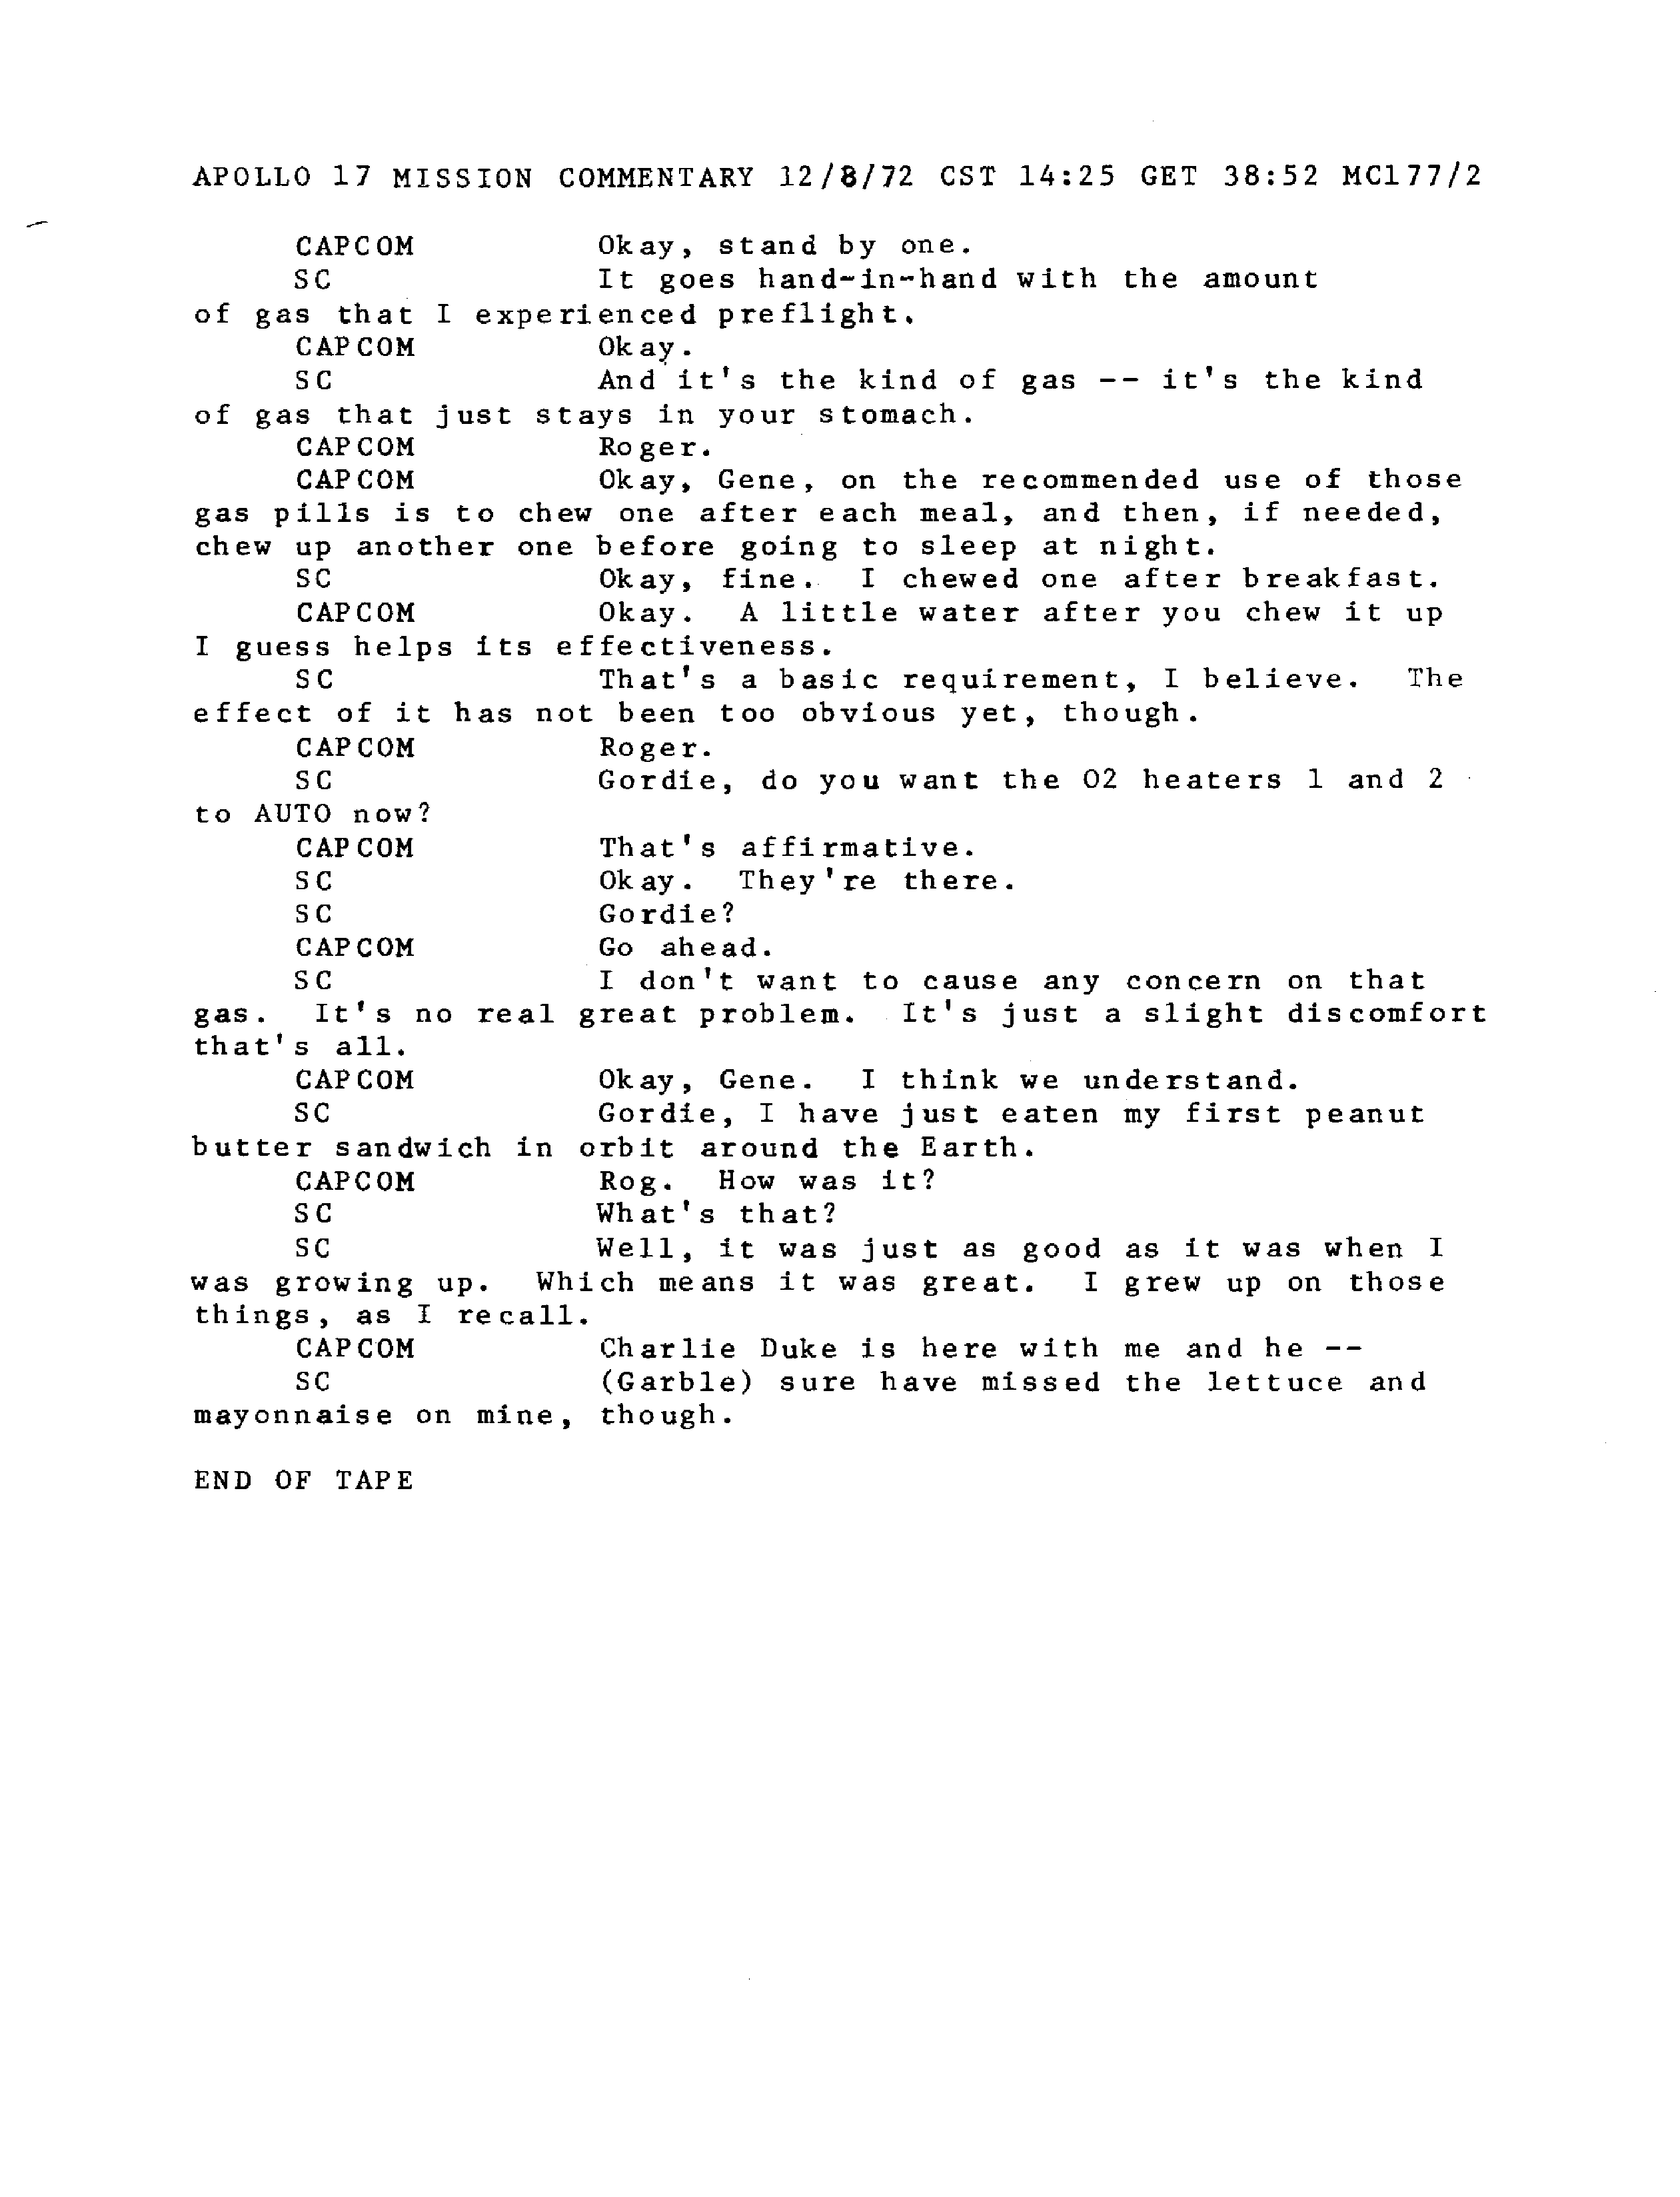 APOLLO 17 MISSION COMMENTARY 12/8/72 CST 14:25 GET 38:52 MC177/2
CAPCOM Okay, stand by one.
SC It goes hand-in-hand with the amount
of gas that I experienced preflight.
CAPCOM Okay.
SC And it's the kind of gas -- it's the kind
of gas that just stays in your stomach.
CAPCOM Roger.
CAPCOM Okay, Gene, on the recommended use of those
gas pills is to chew one after each meal, and then, if needed,
chew up another one before going to sleep at night.
SC Okay, fine. I chewed one after breakfast.
CAPCOM Okay. A little water after you chew it up
I guess helps its effectiveness.
SC That's a basic requirement, I believe. The
effect of it has not been too obvious yet, though.
CAPCOM Roger.
SC Gordie, do you want the O2 heaters 1 and 2
to AUTO now?
CAPCOM That's affirmative.
SC Okay. They're there.
SC Gordie?
CAPCOM Go ahead.
SC I don't want to cause any concern on that
gas. It's no real great problem. It's just a slight discomfort
that's all.
CAPCOM Okay, Gene. I think we understand.
SC Gordie, I have just eaten my first peanut
butter sandwich in orbit around the Earth.
CAPCOM Rog. How was it?
SC What's that?
SC Well, it was just as good as it was when I
was growing up. Which means it was great. I grew up on those
things, as I recall.
CAPCOM Charlie Duke is here with me and he --
SC (Garble) sure have missed the lettuce and
mayonnaise on mine, though.
END OF TAPE